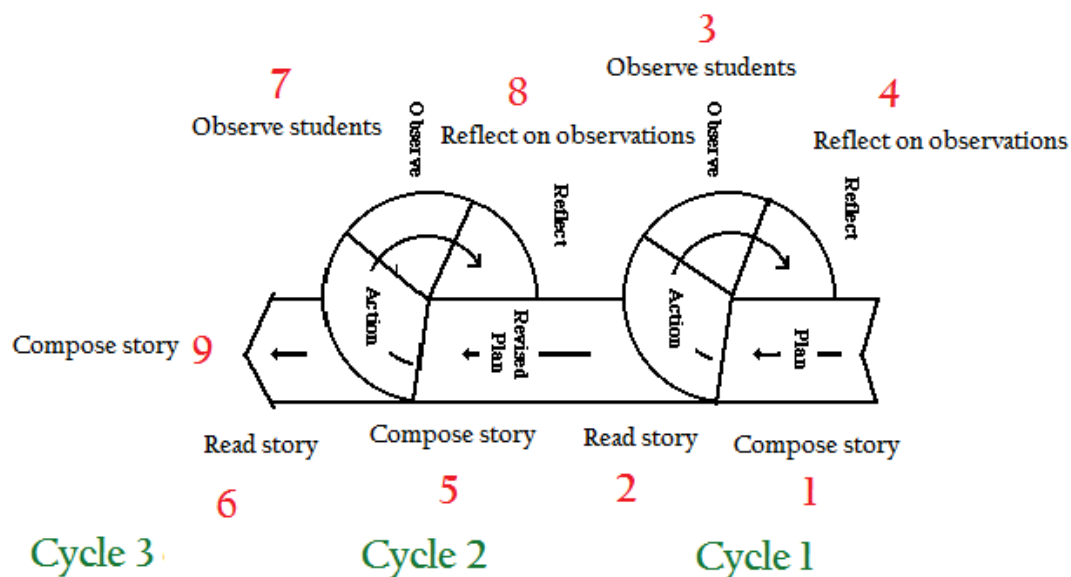 3
Observe students
7
8
4
Observe students
Observe
Reflect on observations
Observe
Reflect on observations
Reflect
Reflect
Action
Revised
Plan
Action
Plan
Compose story
9
Read story
Compose story
Read story
Compose story
6
5
2
1
Cycle 3
Cycle 2
Cycle 1